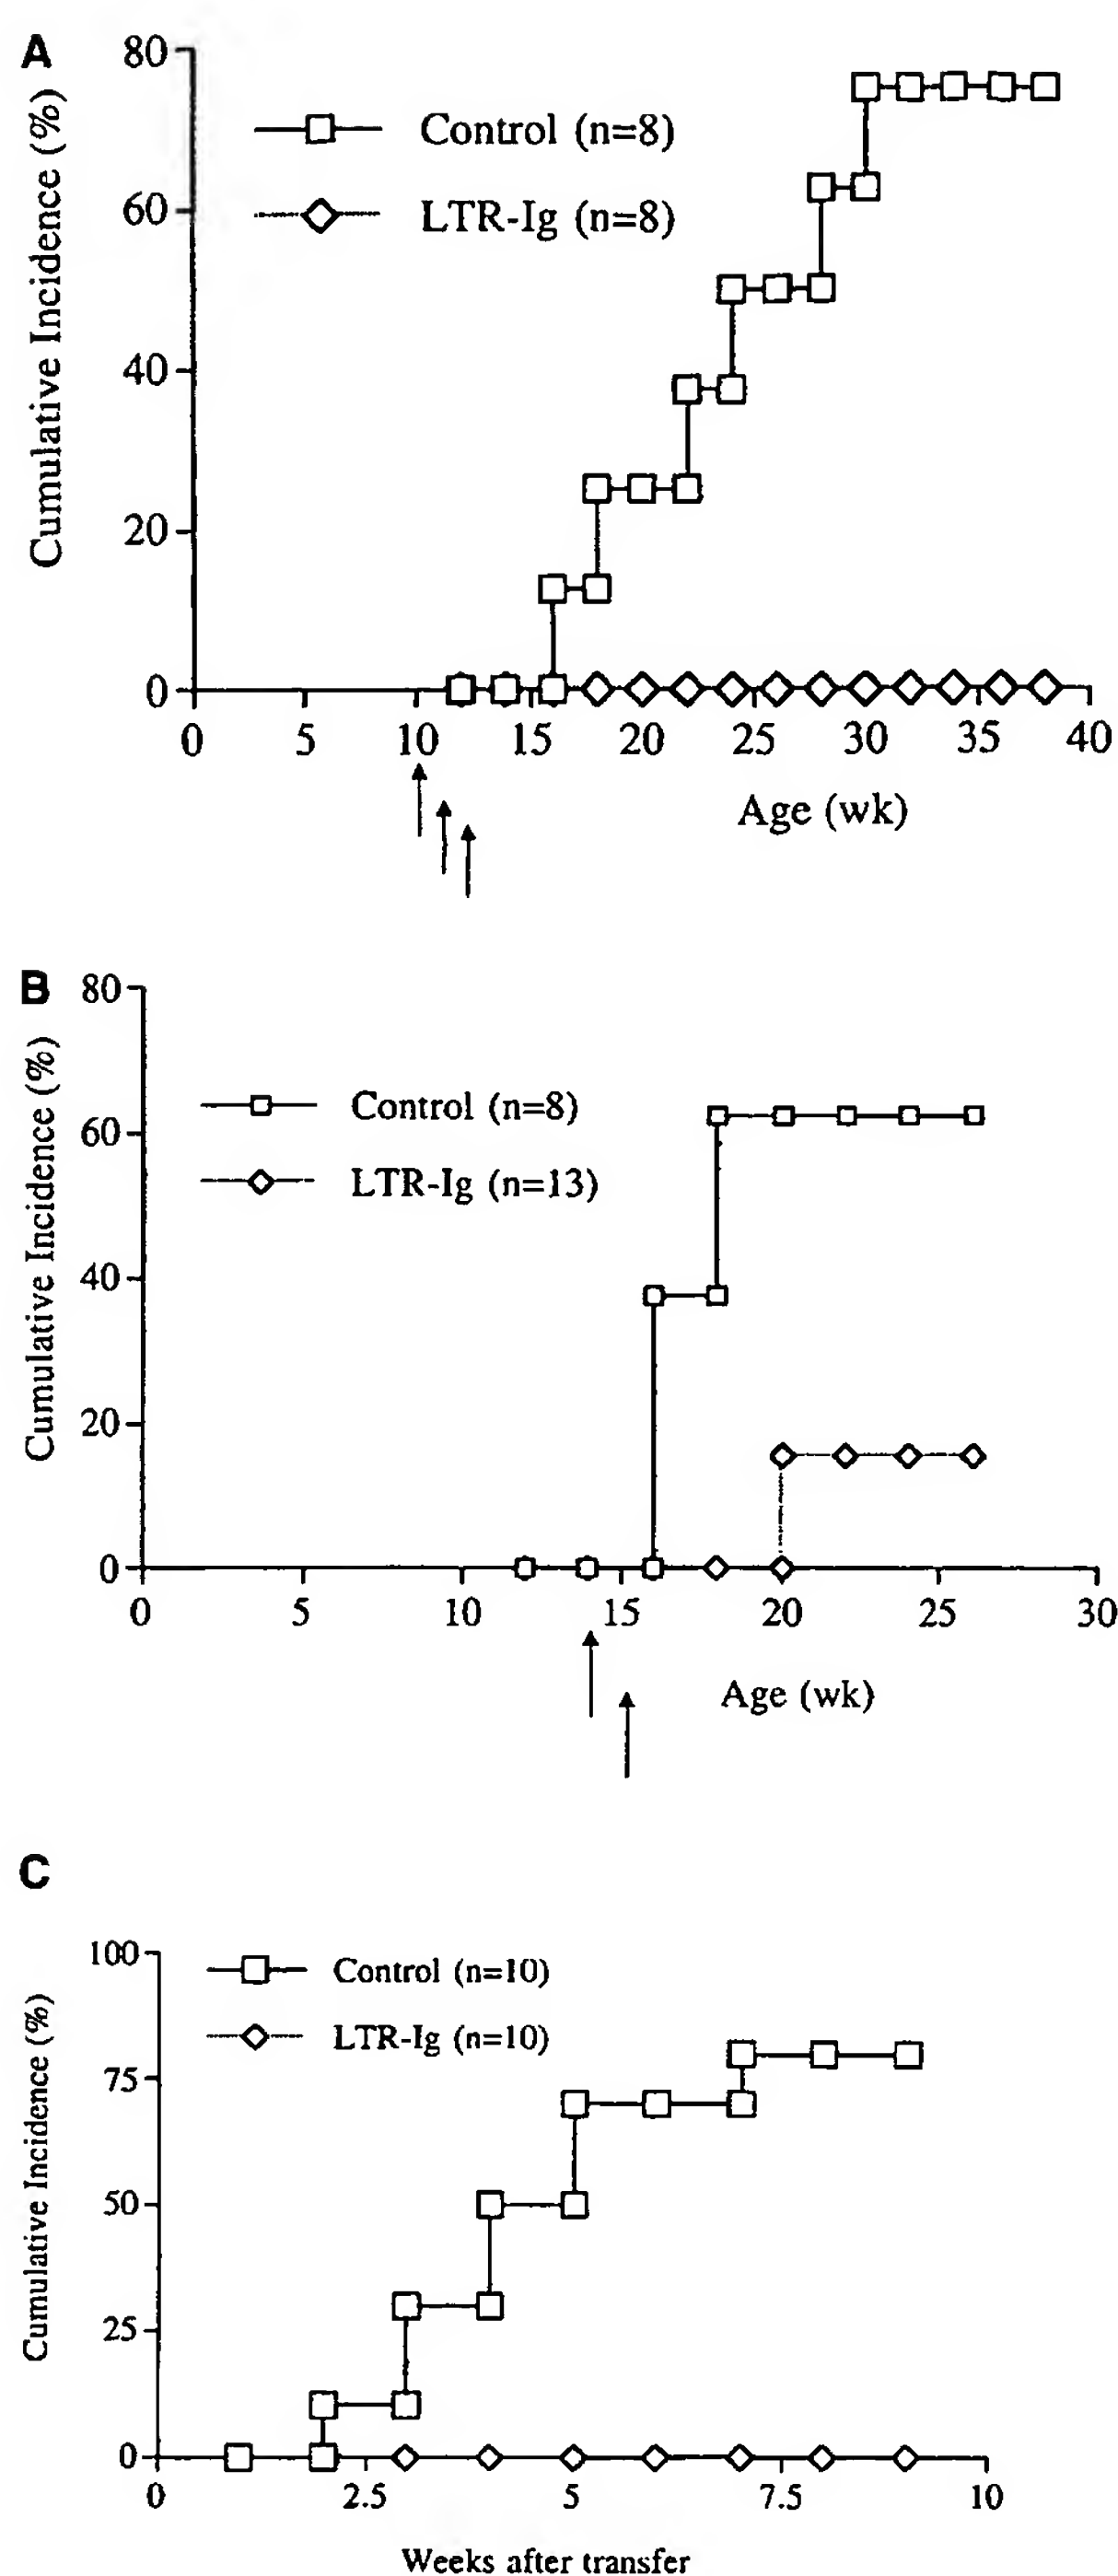 A
Cumulative Incidence (%)
80
60
40
20
0
Control (n=8)
LTR-Ig (n=8)
0 5 10 15 20 25 30 35 40
Age (wk)
B
Cumulative Incidence (%)
80
60
40
20
0
Control (n=8)
LTR-Ig (n=13)
0 5 10 15 20 25 30
Age (wk)
C
Cumulative Incidence (%)
100
75
50
25
0
Control (n=10)
LTR-Ig (n=10)
0 2.5 5 7.5 10
Weeks after transfer